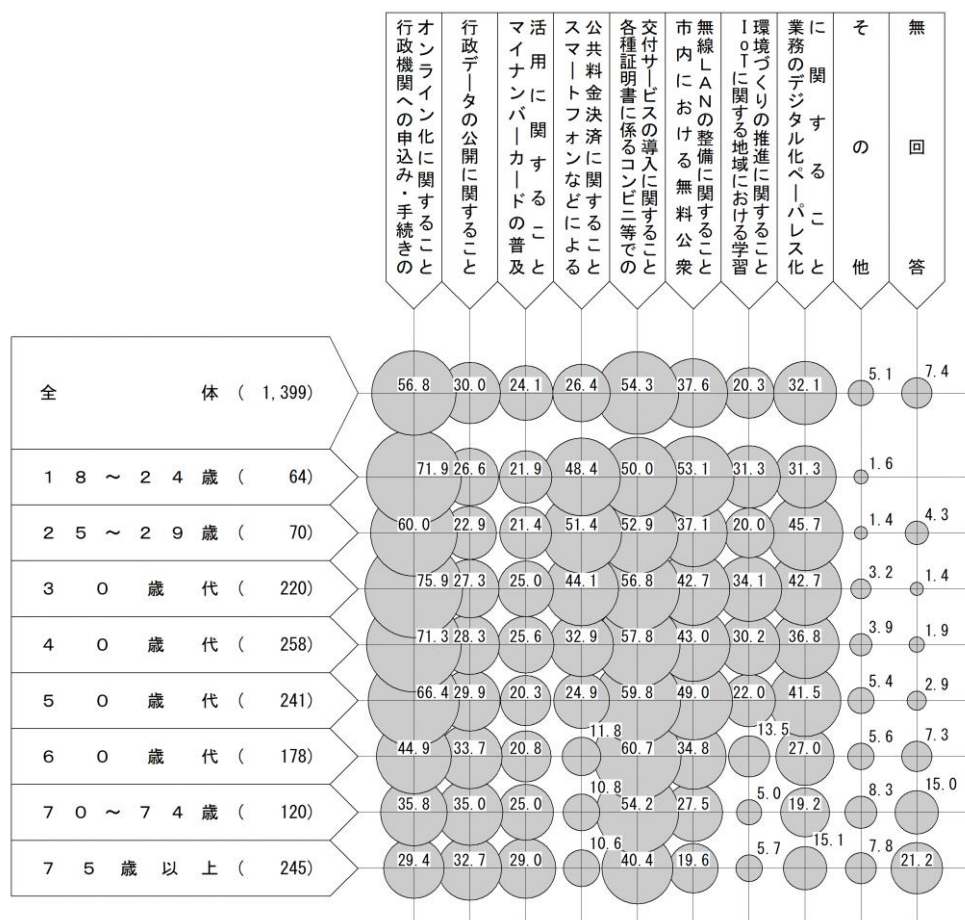 行政機関への申込み・手続きの
オンライン化に関すること
行政データの公開に関すること
マイナンバーカードの普及
活用に関すること
スマートフォンなどによる
公共料金決済に関すること
各種証明書に係るコンビニ等での
交付サービスの導入に関すること
市内における無料公衆
無線LANの整備に関すること
IoTに関する地域における学習
環境づくりの推進に関すること
業務のデジタル化ペーパレス化
に関すること
その他
無回答
全体 ( 1,399) 56.8 30.0 24.1 26.4 54.3 37.6 20.3 32.1 5.1 7.4
18～24歳 ( 64) 71.9 26.6 21.9 48.4 50.0 53.1 31.3 31.3 1.6
25～29歳 ( 70) 60.0 22.9 21.4 51.4 52.9 37.1 20.0 45.7 1.4 4.3
30歳代 ( 220) 75.9 27.3 25.0 44.1 56.8 42.7 34.1 42.7 3.2 1.4
40歳代 ( 258) 71.3 28.3 25.6 32.9 57.8 43.0 30.2 36.8 3.9 1.9
50歳代 ( 241) 66.4 29.9 20.3 24.9 59.8 49.0 22.0 41.5 5.4 2.9
60歳代 ( 178) 44.9 33.7 20.8 11.8 60.7 34.8 13.5 27.0 5.6 7.3
70～74歳 ( 120) 35.8 35.0 25.0 10.8 54.2 27.5 5.0 19.2 8.3 15.0
75歳以上 ( 245) 29.4 32.7 29.0 10.6 40.4 19.6 5.7 15.1 7.8 21.2